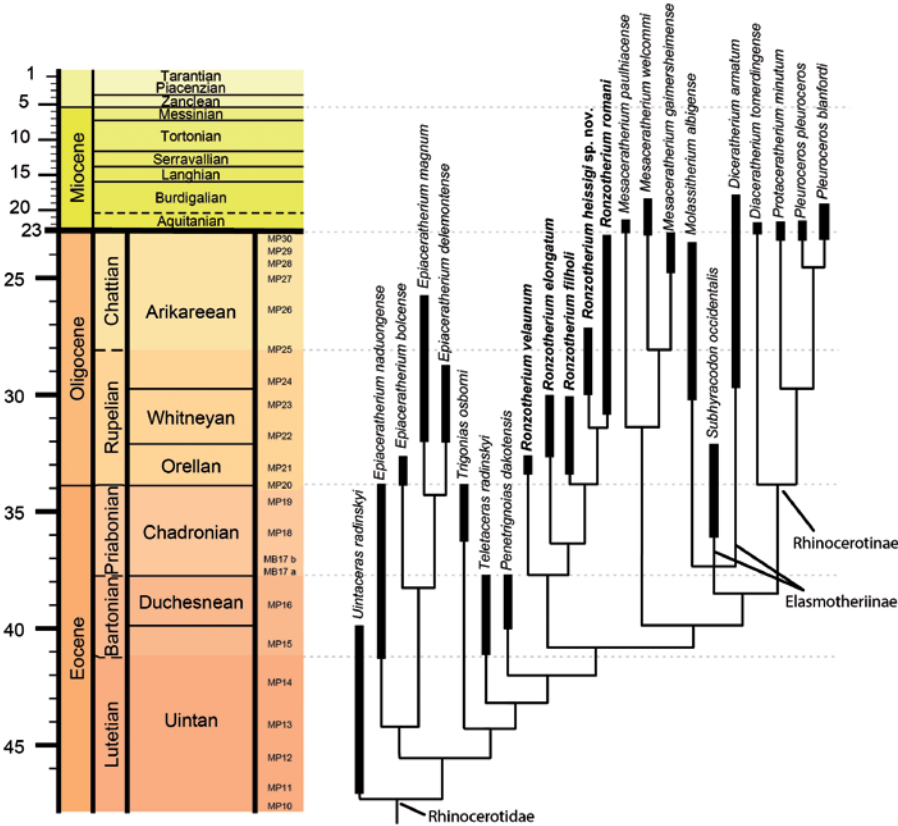 1
5
10
15
20
23
25
30
35
40
45
Miocene
Oligocene
Eocene
Chattian
Rupelian
Priabonian
Bartonian
Lutetian
Tarantian
Piacenzian
Zanclean
Messinian
Tortonian
Serravallian
Langhian
Burdigalian
Aquitanian
Arikareean
Whitneyan
Orellan
Chadronian
Duchesnean
Uintan
MP30
MP29
MP28
MP27
MP26
MP25
MP24
MP23
MP22
MP21
MP20
MP19
MP18
MB17 b
MB17 a
MP16
MP15
MP14
MP13
MP12
MP11
MP10
Uintaceras radinskyi
Epiaceratherium naduongense
Epiaceratherium bolcense
Epiaceratherium magnum
Epiaceratherium delemontense
Trigonias osborni
Teletaceras radinskyi
Penetrignoias dakotensis
Ronzotherium velaunum
Ronzotherium elongatum
Ronzotherium filholi
Ronzotherium heissigi sp. nov.
Ronzotherium romani
Mesaceratherium paulhiacense
Mesaceratherium welcommi
Mesaceratherium gaimersheimense
Molassitherium albigense
Subhyracodon occidentalis
Diceratherium armatum
Diaceratherium tomerdingense
Protaceratherium minutum
Pleuroceros pleuroceros
Pleuroceros blanfordi
Rhinocerotinae
Elasmotheriinae
Rhinocerotidae